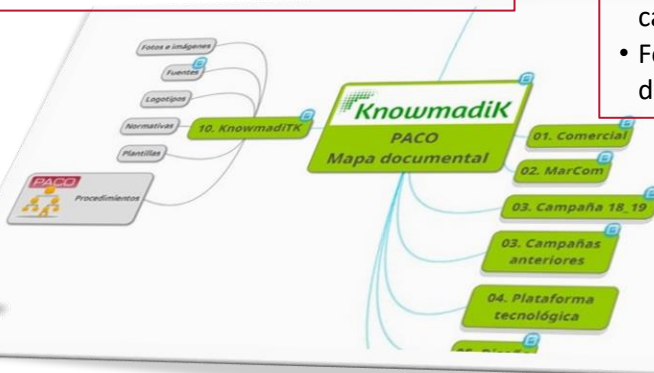 Fotos e imágenes
Fuentes
Logotipos
Normativas
Plantillas
PACO
Procedimientos
10. KnowmadiTK
KnowmadiK
PACO
Mapa documental
01. Comercial
02. MarCom
03. Campaña 18_19
03. Campañas
anteriores
04. Plataforma
tecnológica